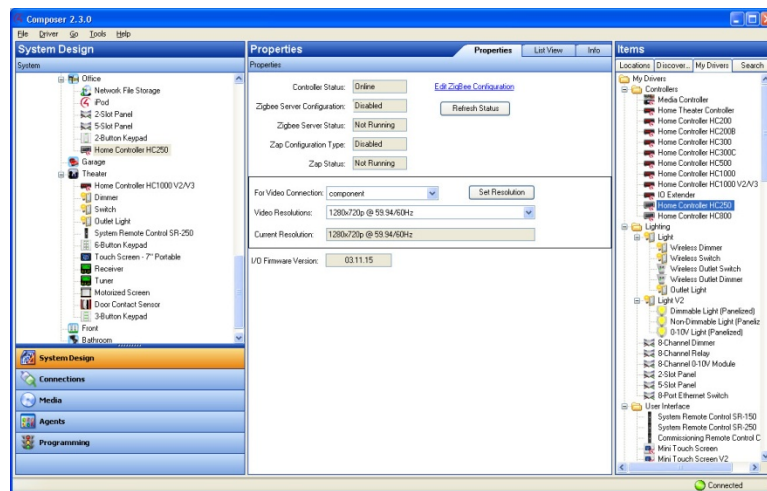 Composer 2.3.0
File Driver Go Tools Help
System Design
System
Office
Network File Storage
iPod
2-Slot Panel
5-Slot Panel
2-Button Keypad
Home Controller HC250
Garage
Theater
Home Controller HC1000 V2/V3
Dimmer
Switch
Outlet Light
System Remote Control SR-250
6-Button Keypad
Touch Screen - 7" Portable
Receiver
Tuner
Motorized Screen
Door Contact Sensor
3-Button Keypad
Front
Bathroom
System Design
Connections
Media
Agents
Programming
Properties
Properties List View Info
Properties
Controller Status: Online Edit ZigBee Configuration
Zigbee Server Configuration: Disabled Refresh Status
Zigbee Server Status: Not Running
Zap Configuration Type: Disabled
Zap Status: Not Running
For Video Connection: component Set Resolution
Video Resolutions: 1280x720p @ 59.94/60Hz
Current Resolution: 1280x720p @ 59.94/60Hz
I/O Firmware Version: 03.11.15
Items
Locations Discover... My Drivers Search
My Drivers
Controllers
Media Controller
Home Theater Controller
Home Controller HC200
Home Controller HC200B
Home Controller HC300
Home Controller HC300C
Home Controller HC500
Home Controller HC1000
Home Controller HC1000 V2/V3
IO Extender
Home Controller HC250
Home Controller HC800
Lighting
Light
Wireless Dimmer
Wireless Switch
Wireless Outlet Switch
Wireless Outlet Dimmer
Outlet Light
Light V2
Dimmable Light (Panelized)
Non-Dimmable Light (Paneliz
0-10V Light (Panelized)
8-Channel Dimmer
8-Channel Relay
8-Channel 0-10V Module
2-Slot Panel
5-Slot Panel
8-Port Ethernet Switch
User Interface
System Remote Control SR-150
System Remote Control SR-250
Commissioning Remote Control C
Mini Touch Screen
Mini Touch Screen V2
Connected